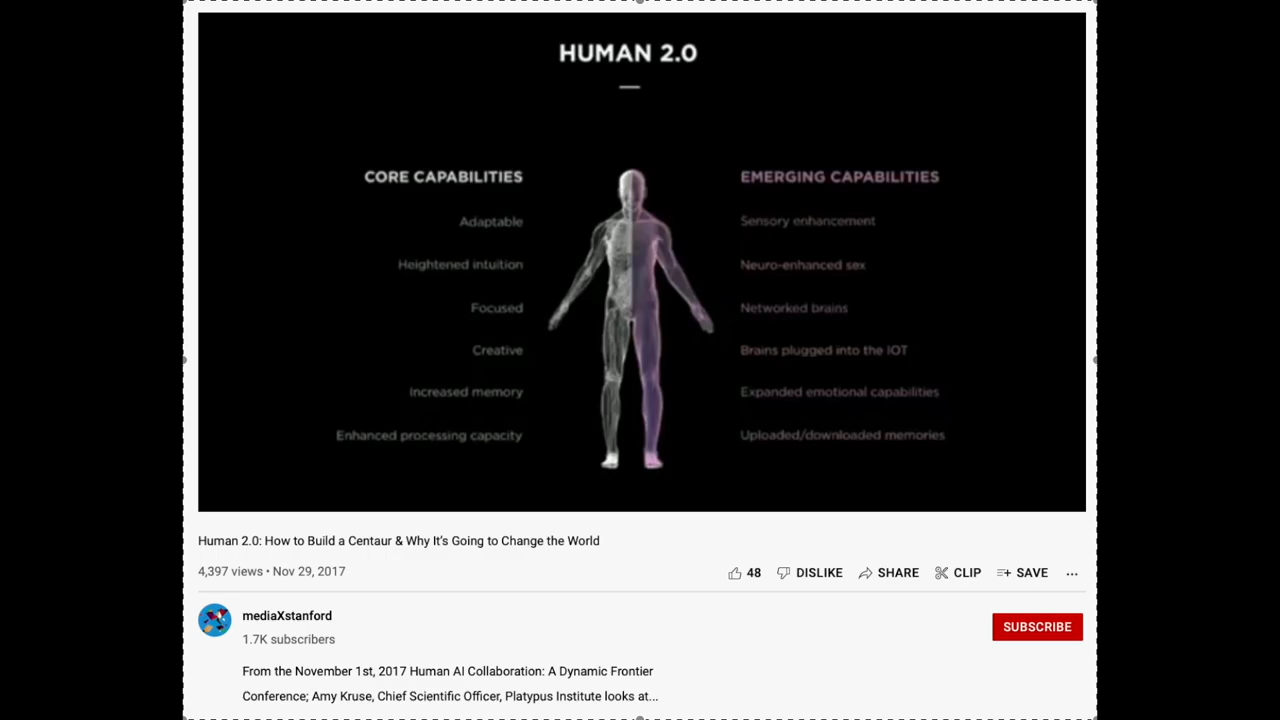 HUMAN 2.0
CORE CAPABILITIES
Adaptable
Heightened intuition
Focused
Creative
Increased memory
Enhanced processing capacity
EMERGING CAPABILITIES
Sensory enhancement
Neuro-enhanced sex
Networked brains
Brains plugged into the IOT
Expanded emotional capabilities
Uploaded/downloaded memories
Human 2.0: How to Build a Centaur & Why It's Going to Change the World
4,397 views • Nov 29, 2017
48 DISLIKE SHARE CLIP SAVE ...
mediaXstanford
1.7K subscribers
SUBSCRIBE
From the November 1st, 2017 Human AI Collaboration: A Dynamic Frontier
Conference; Amy Kruse, Chief Scientific Officer, Platypus Institute looks at...